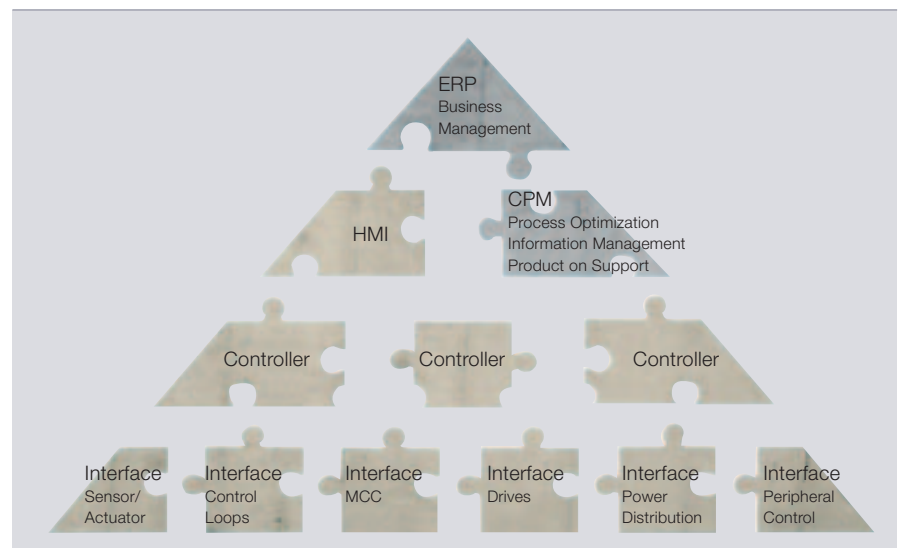 ERP
Business
Management
HMI
CPM
Process Optimization
Information Management
Product on Support
Controller
Controller
Controller
Interface
Sensor/
Actuator
Interface
Control
Loops
Interface
MCC
Interface
Drives
Interface
Power
Distribution
Interface
Peripheral
Control